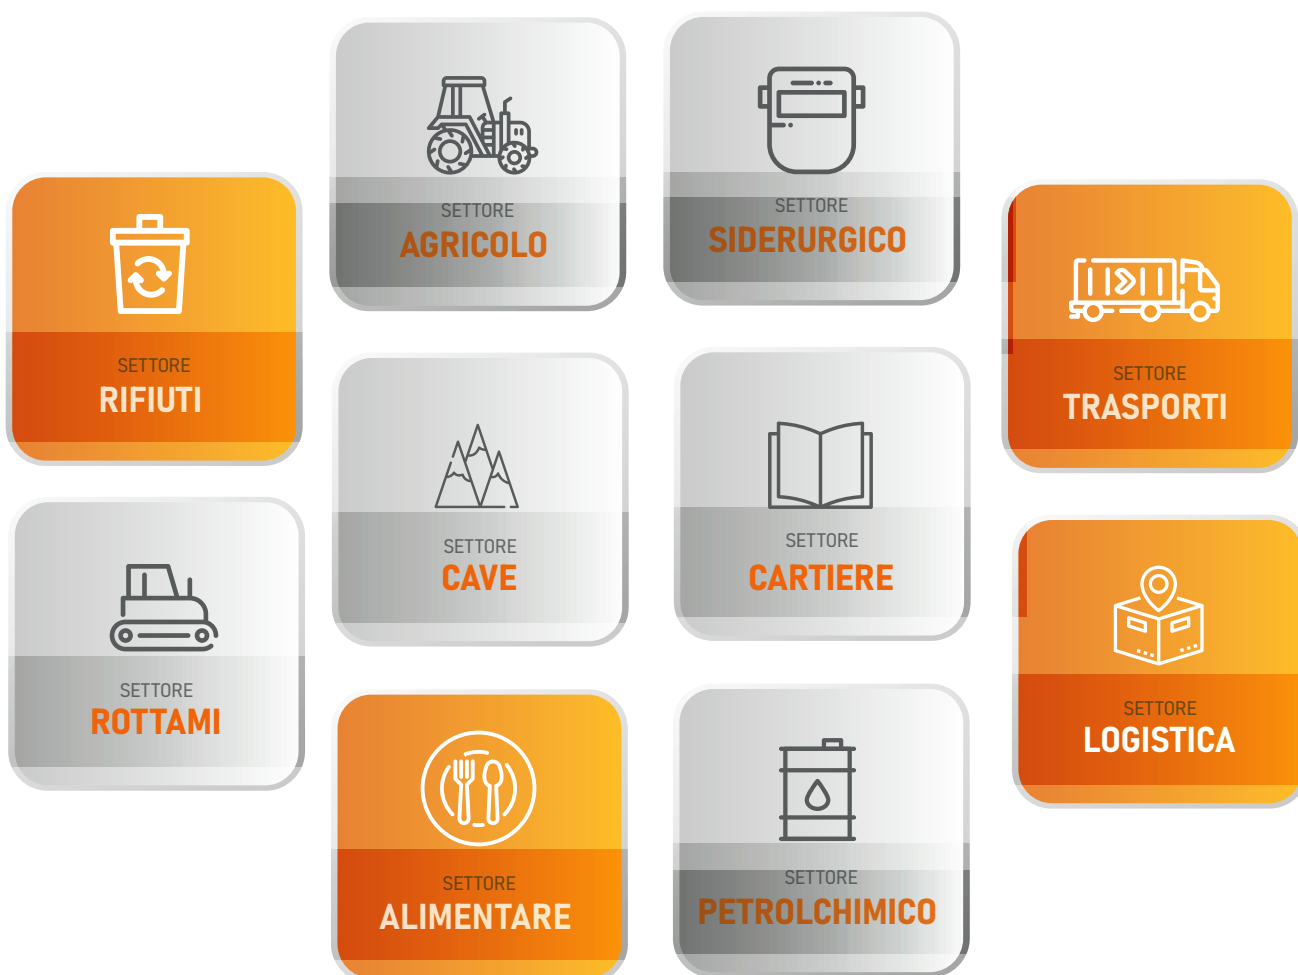 SETTORE
AGRICOLO
SETTORE
SIDERURGICO
SETTORE
RIFIUTI
SETTORE
TRASPORTI
SETTORE
CAVE
SETTORE
CARTIERE
SETTORE
ROTTAMI
SETTORE
LOGISTICA
SETTORE
ALIMENTARE
SETTORE
PETROLCHIMICO